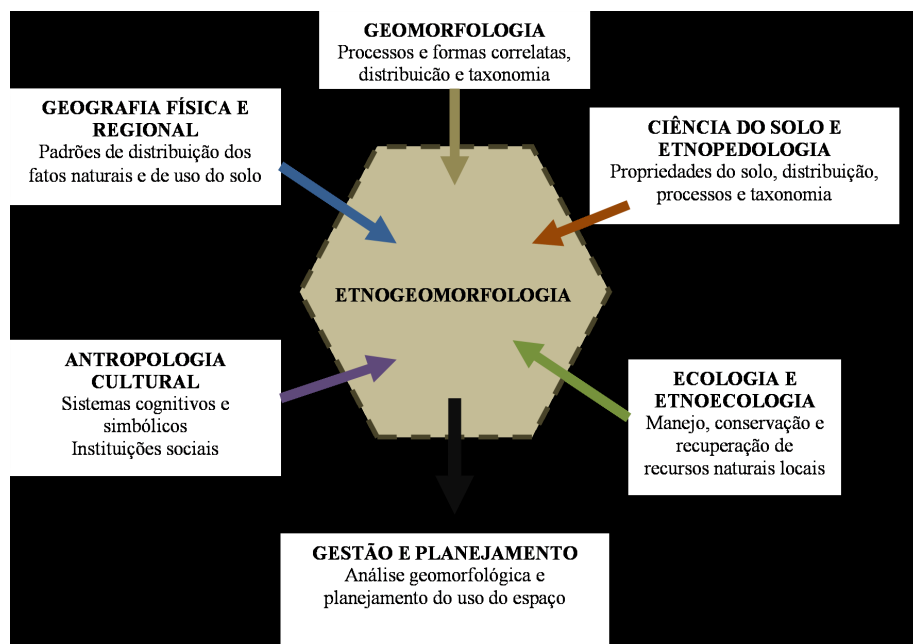 GEOMORFOLOGIA
Processos e formas correlatas,
distribuicão e taxonomia
GEOGRAFIA FÍSICA E
REGIONAL
Padrões de distribuição dos
fatos naturais e de uso do solo
CIÊNCIA DO SOLO E
ETNOPEDOLOGIA
Propriedades do solo, distribuição,
processos e taxonomia
ETNOGEOMORFOLOGIA
ANTROPOLOGIA
CULTURAL
Sistemas cognitivos e
simbólicos
Instituições sociais
ECOLOGIA E
ETNOECOLOGIA
Manejo, conservação e
recuperação de
recursos naturais locais
GESTÃO E PLANEJAMENTO
Análise geomorfológica e
planejamento do uso do espaço